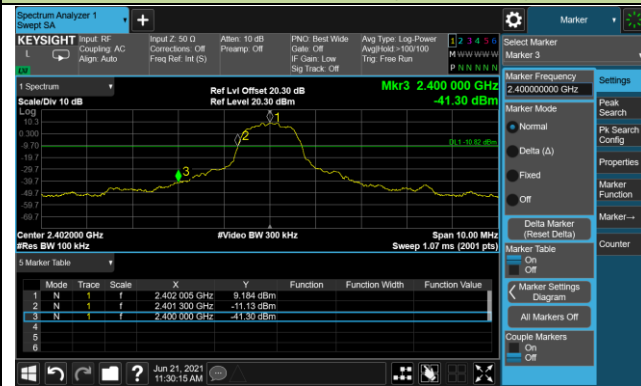 Spectrum Analyzer 1
Swept SA
Marker
KEYSIGHT
L
LXI
Input: RF
Coupling: AC
Align: Auto
Input Z: 50 Ω
Corrections: Off
Freq Ref: Int (S)
Atten: 10 dB
Preamp: Off
PNO: Best Wide
Gate: Off
IF Gain: Low
Sig Track: Off
Avg Type: Log-Power
Avg|Hold:>100/100
Trig: Free Run
1 2 3 4 5 6
M W W W W W
P N N N N N
Select Marker
Marker 3
1 Spectrum
Scale/Div 10 dB
Log
Ref Lvl Offset 20.30 dB
Ref Level 20.30 dBm
Mkr3 2.400 000 GHz
-41.30 dBm
10.3
0.300
-9.70
-19.7
-29.7
-39.7
-49.7
-59.7
-69.7
1
2
3
DL1 -10.82 dBm
Center 2.402000 GHz
#Res BW 100 kHz
#Video BW 300 kHz
Span 10.00 MHz
Sweep 1.07 ms (2001 pts)
5 Marker Table
Mode Trace Scale X Y Function Function Width Function Value
1 N 1 f 2.402 005 GHz 9.184 dBm
2 N 1 f 2.401 300 GHz -11.13 dBm
3 N 1 f 2.400 000 GHz -41.30 dBm
4
5
6
Marker Frequency
2.400000000 GHz
Marker Mode
Normal
Delta (Δ)
Fixed
Off
Delta Marker
(Reset Delta)
Marker Table
On
Off
Marker Settings
Diagram
All Markers Off
Couple Markers
On
Off
Settings
Peak
Search
Pk Search
Config
Properties
Marker
Function
Marker→
Counter
?
Jun 21, 2021
11:30:15 AM